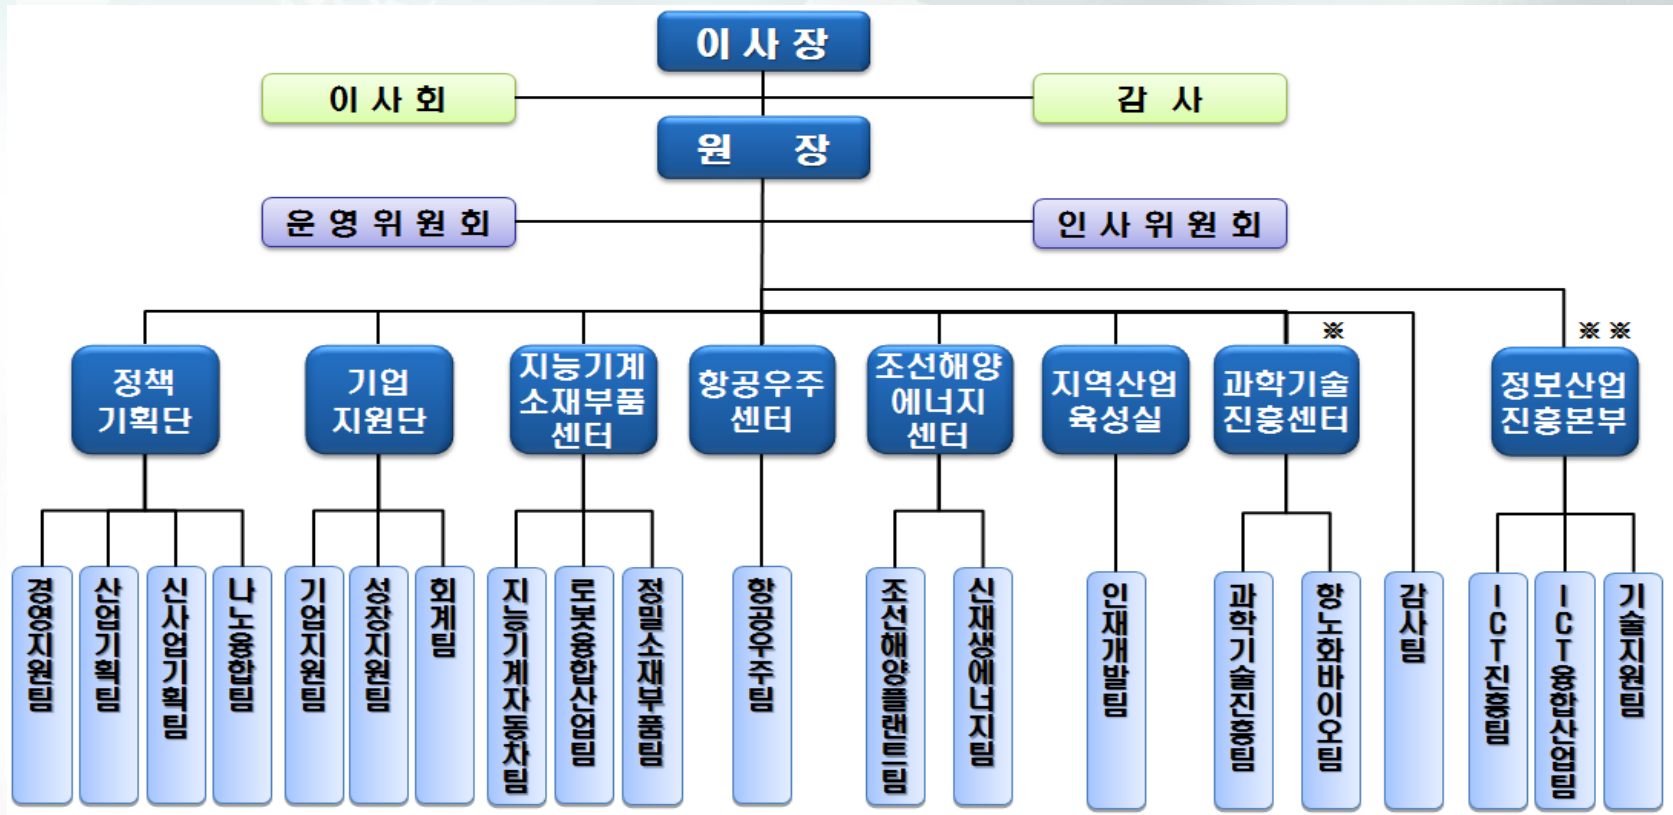 이 사 장
이 사 회
감 사
원 장
운 영 위 원 회
인 사 위 원 회
※
※ ※
정책
기획단
기업
지원단
지능기계
소재부품
센터
항공우주
센터
조선해양
에너지
센터
지역산업
육성실
과학기술
진흥센터
정보산업
진흥본부
경영지원팀
산업기획팀
신사업기획팀
나노융합팀
기업지원팀
성장지원팀
회계팀
지능기계자동차팀
로봇융합산업팀
정밀소재부품팀
항공우주팀
조선해양플랜트팀
신재생에너지팀
인재개발팀
과학기술진흥팀
항노화바이오팀
감사팀
ICT진흥팀
ICT융합산업팀
기술지원팀